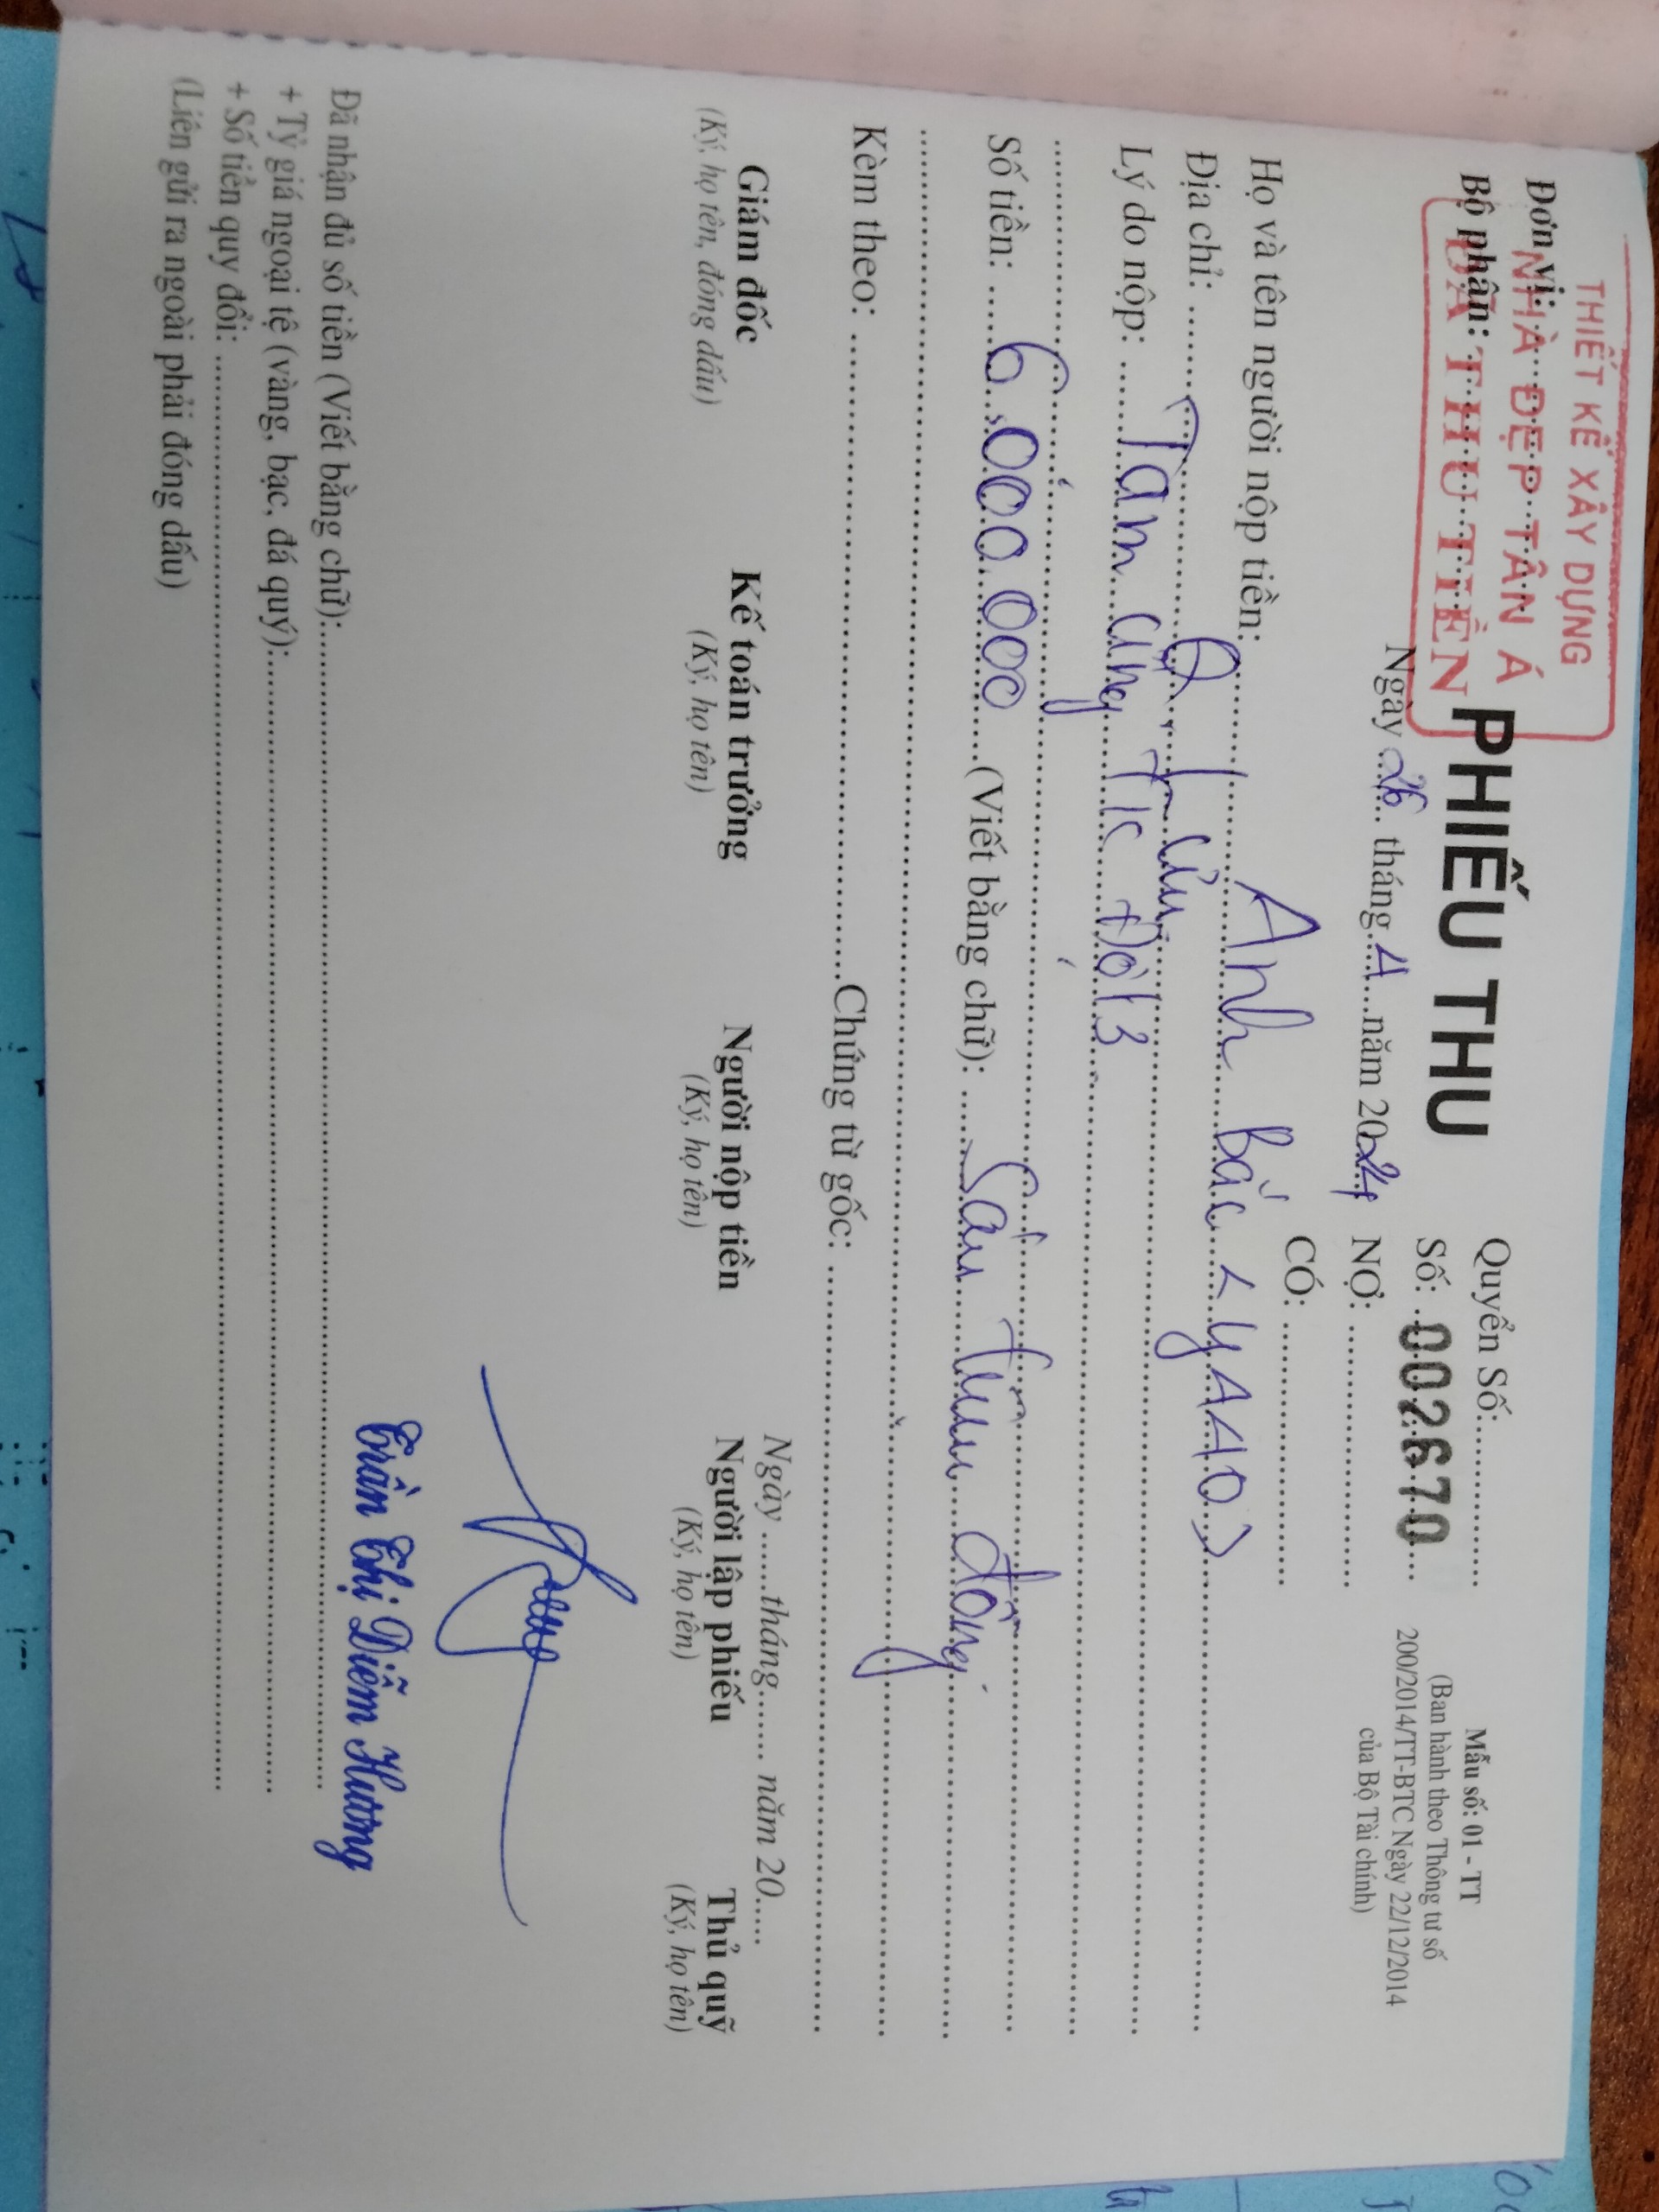 THIẾT KẾ XÂY DỰNG
NHÀ ĐẸP TÂN Á
ĐÃ THU TIỀN
Đơn vị:
Bộ phận:
PHIẾU THU
Ngày 26 tháng 4 năm 2024
Quyển Số:
Số: 002670
NỢ:
CÓ:
Mẫu số: 01 - TT
(Ban hành theo Thông tư số
200/2014/TT-BTC Ngày 22/12/2014
của Bộ Tài chính)
Họ và tên người nộp tiền: Anh Bắc
Địa chỉ:
Lý do nộp: Tạm ứng
Số tiền: 6.000.000 (Viết bằng chữ): Sáu triệu đồng
Kèm theo: Chứng từ gốc:
Ngày tháng năm 20
Giám đốc
(Ký, họ tên, đóng dấu)
Kế toán trưởng
(Ký, họ tên)
Người nộp tiền
(Ký, họ tên)
Người lập phiếu
(Ký, họ tên)
Thủ quỹ
(Ký, họ tên)
Trần Thị Diễm Hương
Đã nhận đủ số tiền (Viết bằng chữ):
+ Tỷ giá ngoại tệ (vàng, bạc, đá quý):
+ Số tiền quy đổi:
(Liên gửi ra ngoài phải đóng dấu)